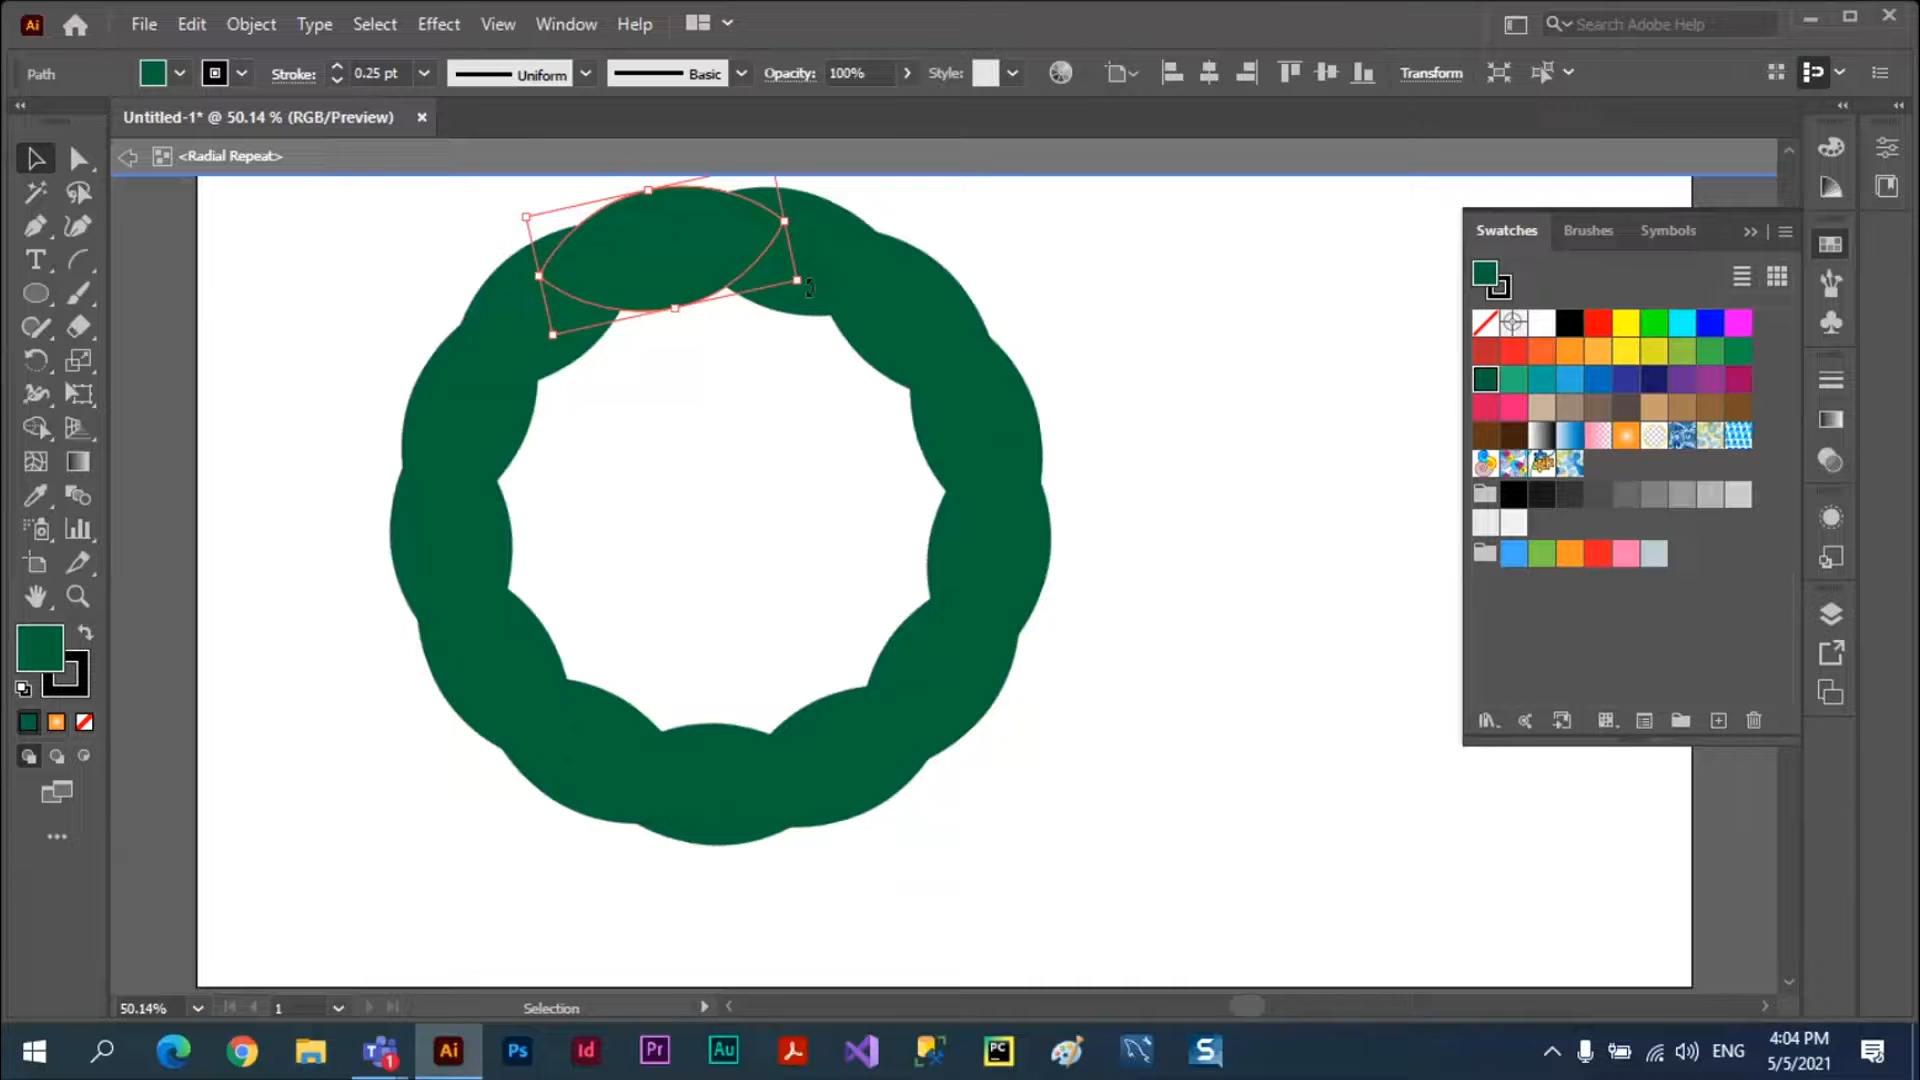 Ai File Edit Object Type Select Effect View Window Help Search Adobe Help
Path Stroke: 0.25 pt Uniform Basic Opacity: 100% Style: Transform
Untitled-1* @ 50.14 % (RGB/Preview) ×
<Radial Repeat>
Swatches Brushes Symbols
50.14% 1 Selection
1 Ai Ps Id Pr Au PC S ENG 4:04 PM
5/5/2021